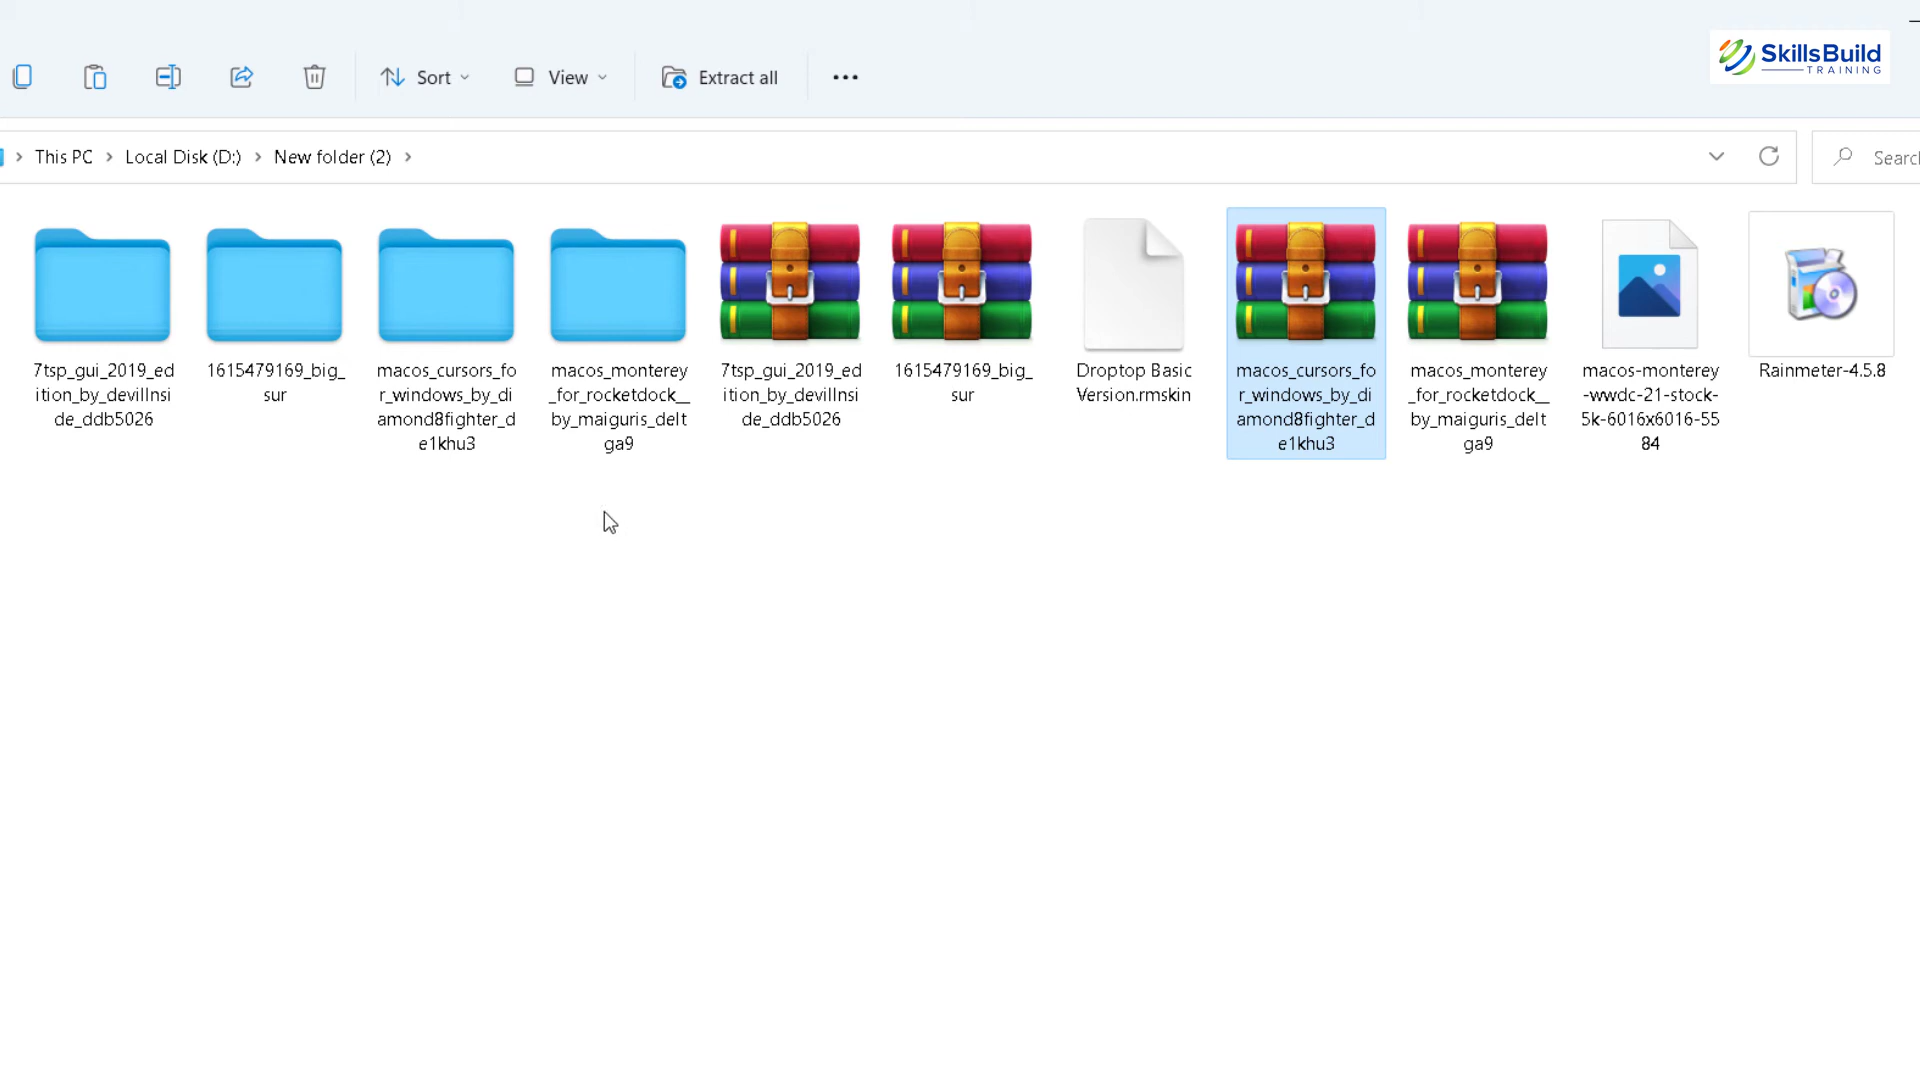 SkillsBuild
TRAINING
Sort
View
Extract all
This PC
Local Disk (D:)
New folder (2)
Searc
7tsp_gui_2019_ed
ition_by_devillnsi
de_ddb5026
1615479169_big_
sur
macos_cursors_fo
r_windows_by_di
amond8fighter_d
e1khu3
macos_monterey
_for_rocketdock__
by_maiguris_delt
ga9
7tsp_gui_2019_ed
ition_by_devillnsi
de_ddb5026
1615479169_big_
sur
Droptop Basic
Version.rmskin
macos_cursors_fo
r_windows_by_di
amond8fighter_d
e1khu3
macos_monterey
_for_rocketdock__
by_maiguris_delt
ga9
macos-monterey
-wwdc-21-stock-
5k-6016x6016-55
84
Rainmeter-4.5.8